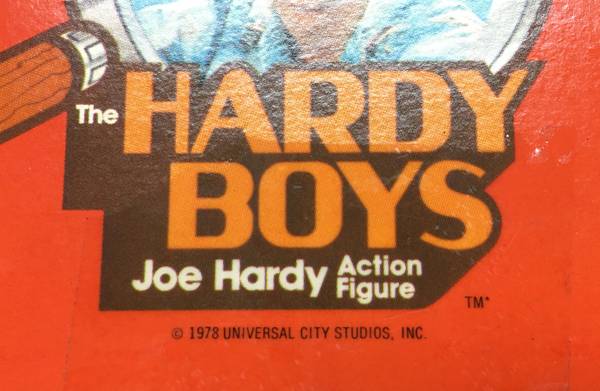 The HARDY
BOYS
Joe Hardy Action Figure
TM*
© 1978 UNIVERSAL CITY STUDIOS, INC.